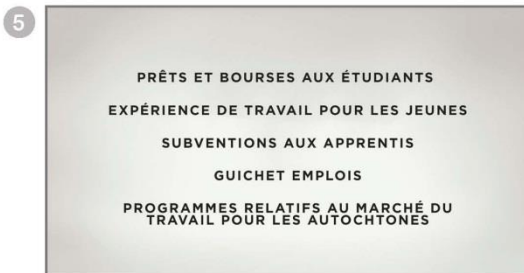 5
PRÊTS ET BOURSES AUX ÉTUDIANTS
EXPÉRIENCE DE TRAVAIL POUR LES JEUNES
SUBVENTIONS AUX APPRENTIS
GUICHET EMPLOIS
PROGRAMMES RELATIFS AU MARCHÉ DU
TRAVAIL POUR LES AUTOCHTONES